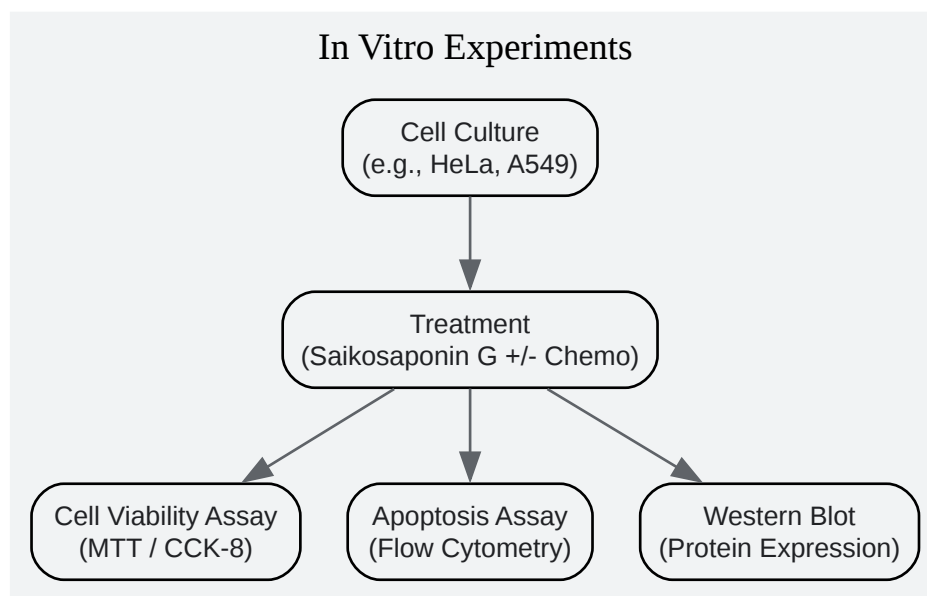 In Vitro Experiments
Cell Culture
(e.g., HeLa, A549)
Treatment
(Saikosaponin G +/- Chemo)
Cell Viability Assay
(MTT / CCK-8)
Apoptosis Assay
(Flow Cytometry)
Western Blot
(Protein Expression)